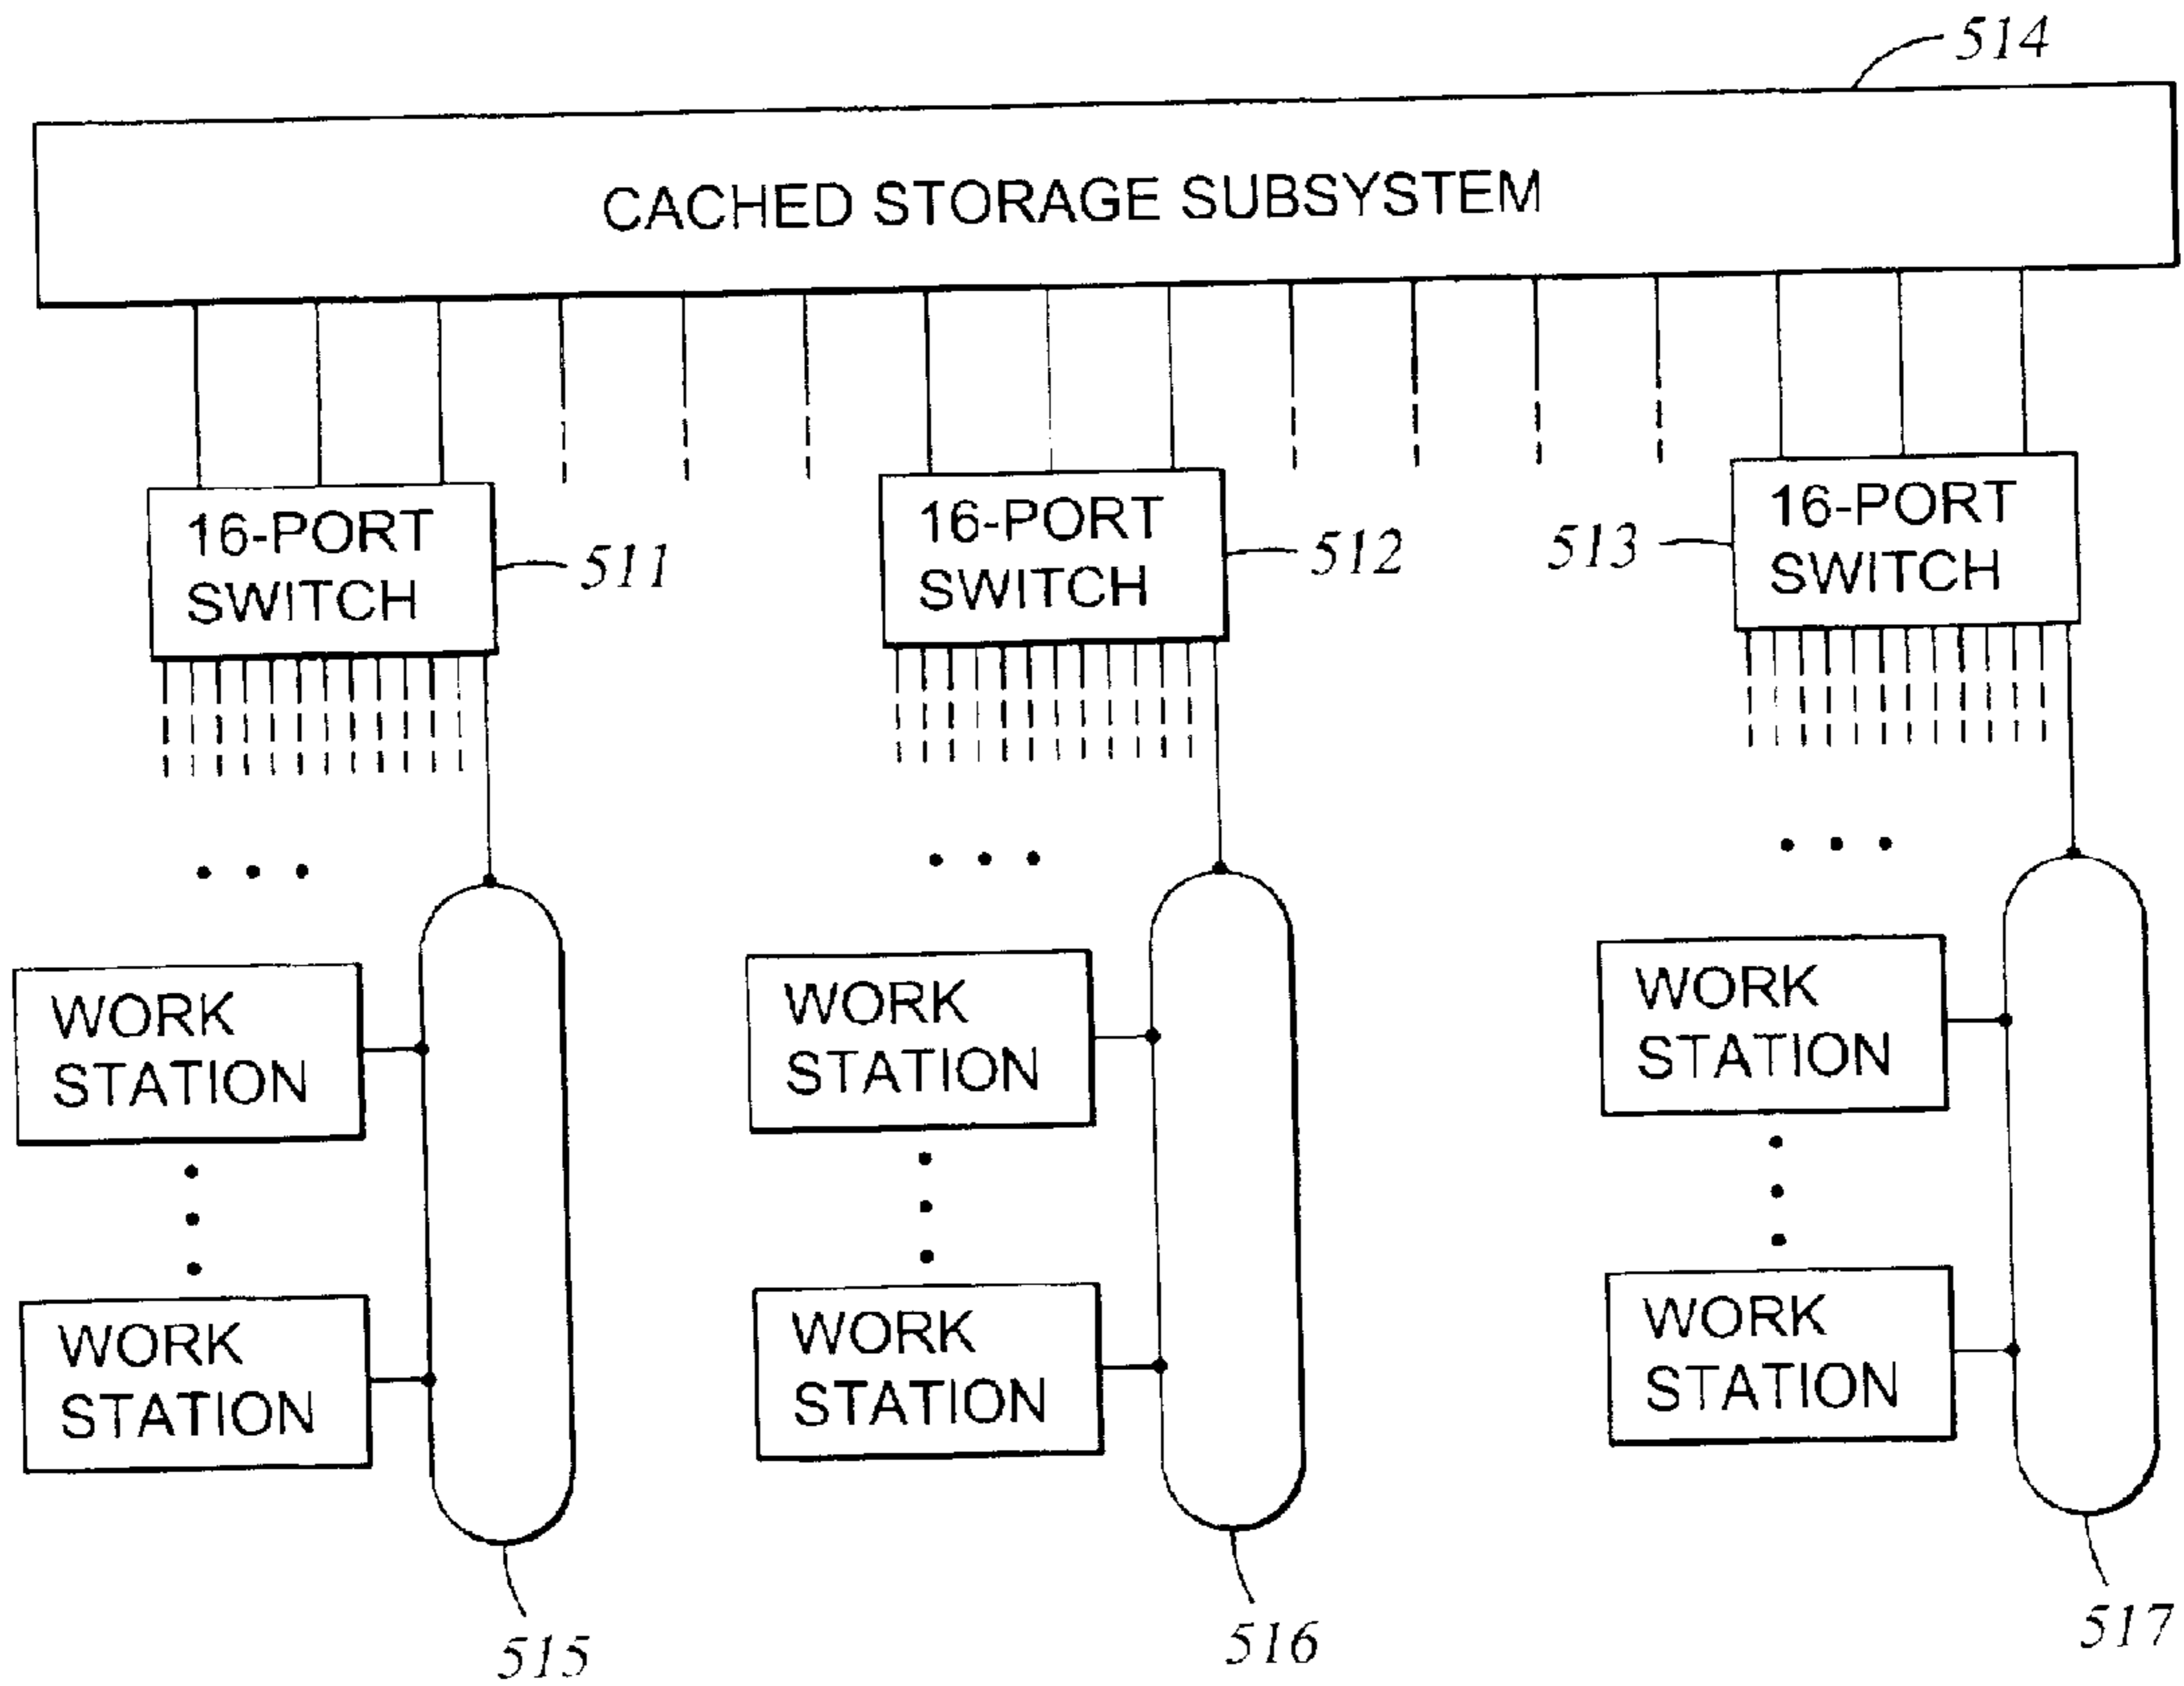 514
CACHED STORAGE SUBSYSTEM
16-PORT
SWITCH
511
16-PORT
SWITCH
512
513
16-PORT
SWITCH
WORK
STATION
WORK
STATION
WORK
STATION
WORK
STATION
WORK
STATION
WORK
STATION
515
516
517